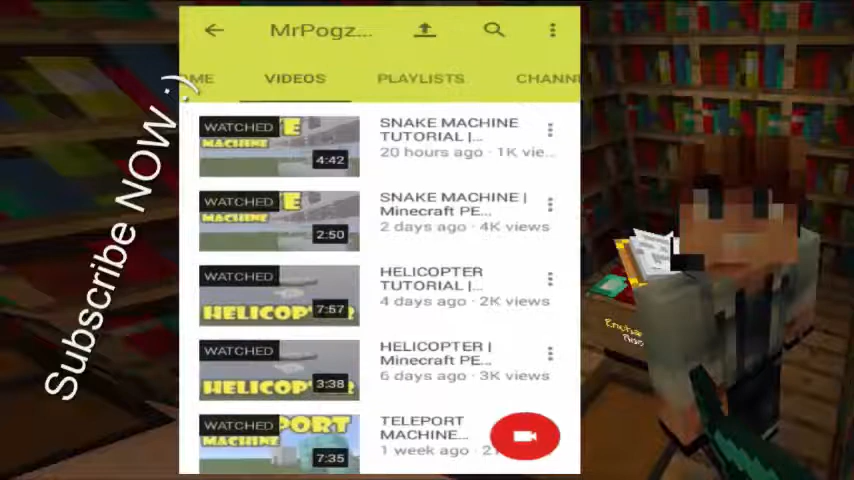 MrPogz...
ME VIDEOS PLAYLISTS CHANN
WATCHED
E
MACHINE
4:42
SNAKE MACHINE
TUTORIAL |...
20 hours ago · 1K vie...
WATCHED
E
MACHINE
2:50
SNAKE MACHINE |
Minecraft PE...
2 days ago · 4K views
WATCHED
HELICOP R
7:57
HELICOPTER
TUTORIAL |...
4 days ago · 2K views
WATCHED
HELICOP R
3:38
HELICOPTER |
Minecraft PE...
6 days ago · 3K views
WATCHED
PORT
MACHINE
7:35
TELEPORT
MACHINE...
1 week ago · 2
Subscribe NOW :)